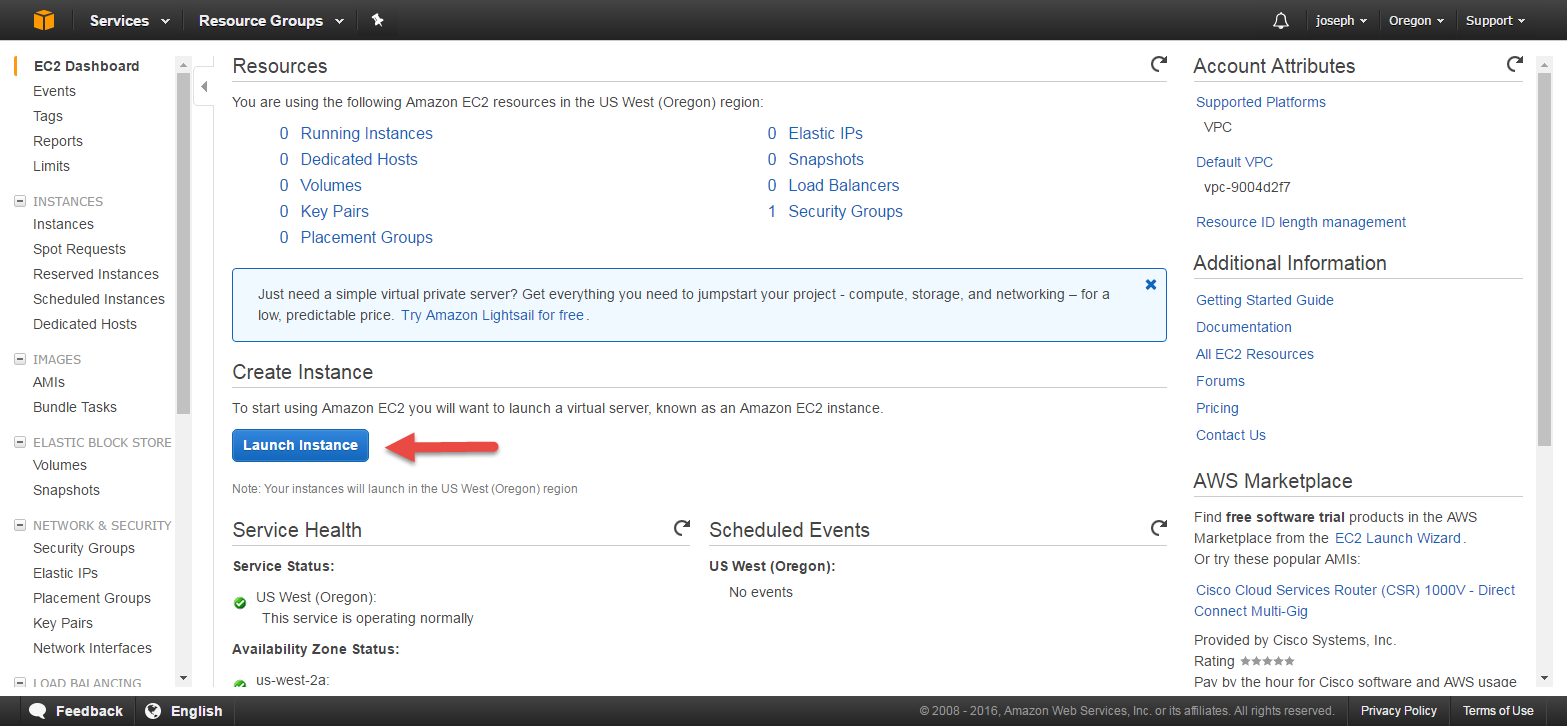 Services
Resource Groups
joseph
Oregon
Support
EC2 Dashboard
Events
Tags
Reports
Limits
INSTANCES
Instances
Spot Requests
Reserved Instances
Scheduled Instances
Dedicated Hosts
IMAGES
AMIs
Bundle Tasks
ELASTIC BLOCK STORE
Volumes
Snapshots
NETWORK & SECURITY
Security Groups
Elastic IPs
Placement Groups
Key Pairs
Network Interfaces
LOAD BALANCING
Resources
You are using the following Amazon EC2 resources in the US West (Oregon) region:
0 Running Instances
0 Dedicated Hosts
0 Volumes
0 Key Pairs
0 Placement Groups
0 Elastic IPs
0 Snapshots
0 Load Balancers
1 Security Groups
Just need a simple virtual private server? Get everything you need to jumpstart your project - compute, storage, and networking – for a
low, predictable price. Try Amazon Lightsail for free.
Create Instance
To start using Amazon EC2 you will want to launch a virtual server, known as an Amazon EC2 instance.
Launch Instance
Note: Your instances will launch in the US West (Oregon) region
Service Health
Service Status:
US West (Oregon):
This service is operating normally
Availability Zone Status:
us-west-2a:
Scheduled Events
US West (Oregon):
No events
Account Attributes
Supported Platforms
VPC
Default VPC
vpc-9004d2f7
Resource ID length management
Additional Information
Getting Started Guide
Documentation
All EC2 Resources
Forums
Pricing
Contact Us
AWS Marketplace
Find free software trial products in the AWS
Marketplace from the EC2 Launch Wizard.
Or try these popular AMIs:
Cisco Cloud Services Router (CSR) 1000V - Direct
Connect Multi-Gig
Provided by Cisco Systems, Inc.
Rating
Pay by the hour for Cisco software and AWS usage
Feedback
English
© 2008 - 2016, Amazon Web Services, Inc. or its affiliates. All rights reserved.
Privacy Policy
Terms of Use